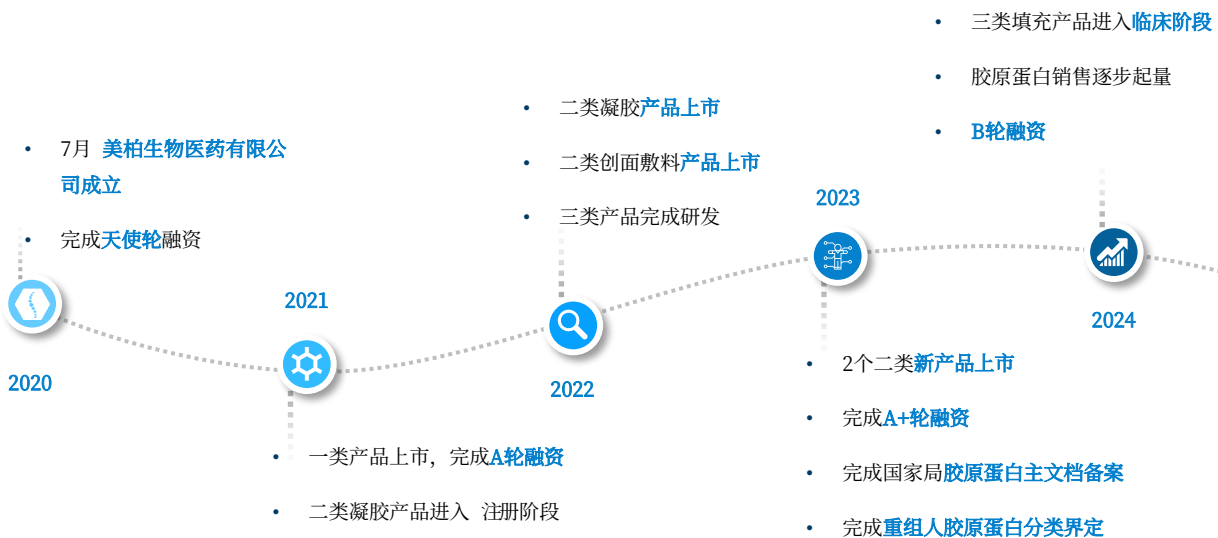 • 7月 美柏生物医药有限公
司成立
• 完成天使轮融资
2020
2021
• 一类产品上市，完成A轮融资
• 二类凝胶产品进入 注册阶段
• 二类凝胶产品上市
• 二类创面敷料产品上市
• 三类产品完成研发
2022
2023
• 2个二类新产品上市
• 完成A+轮融资
• 完成国家局胶原蛋白主文档备案
• 完成重组人胶原蛋白分类界定
• 三类填充产品进入临床阶段
• 胶原蛋白销售逐步起量
• B轮融资
2024